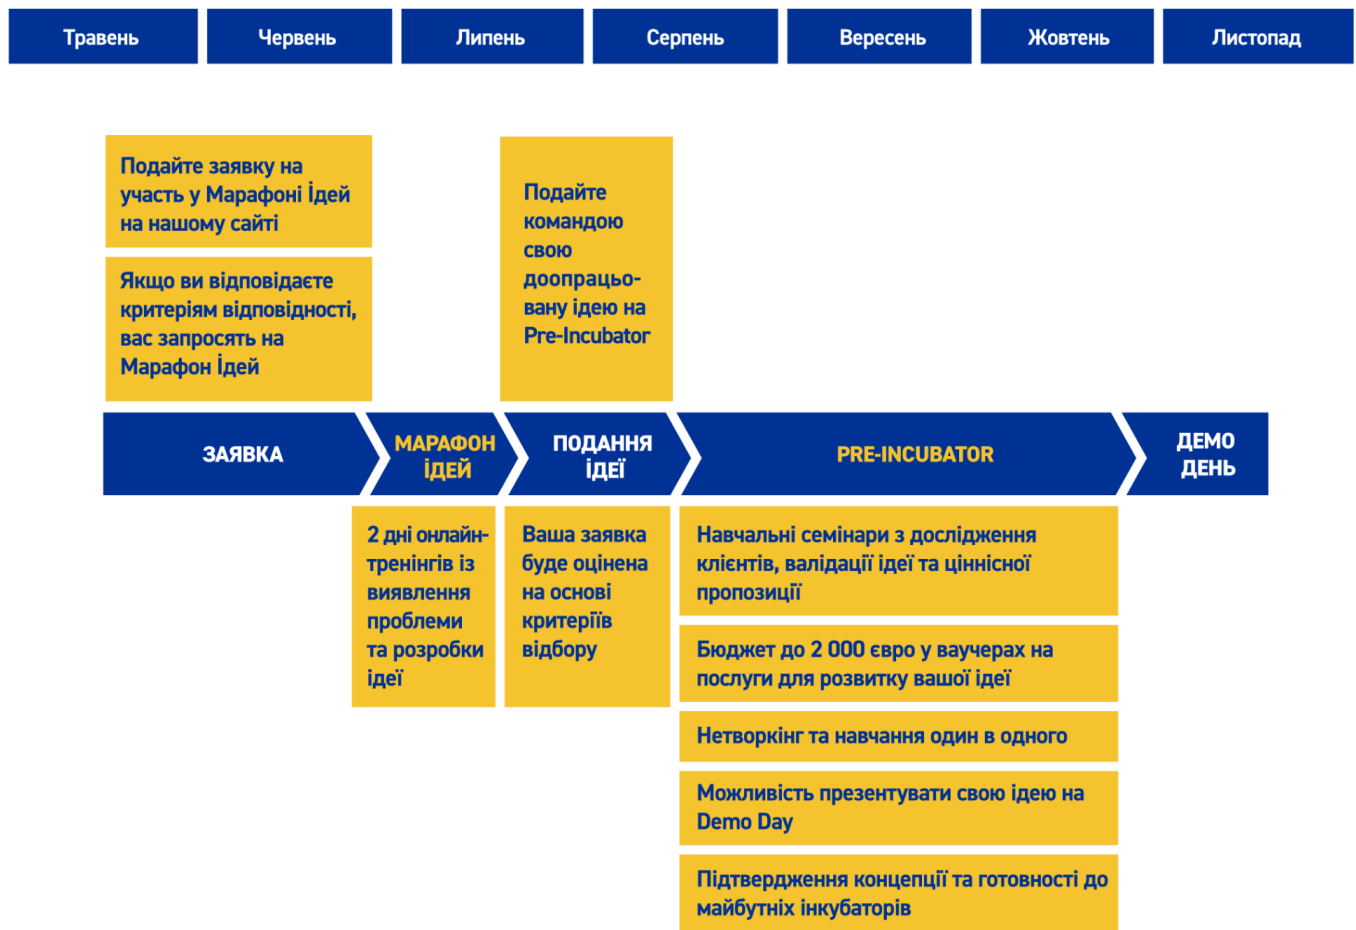 Травень
Червень
Липень
Серпень
Вересень
Жовтень
Листопад
Подайте заявку на
участь у Марафоні Ідей
на нашому сайті
Якщо ви відповідаєте
критеріям відповідності,
вас запросять на
Марафон Ідей
Подайте
командою
свою
доопрацьо-
вану ідею на
Pre-Incubator
ЗАЯВКА
МАРАФОН
ІДЕЙ
ПОДАННЯ
ІДЕЇ
PRE-INCUBATOR
ДЕМО
ДЕНЬ
2 дні онлайн-
тренінгів із
виявлення
проблеми
та розробки
ідеї
Ваша заявка
буде оцінена
на основі
критеріїв
відбору
Навчальні семінари з дослідження
клієнтів, валідації ідеї та ціннісної
пропозиції
Бюджет до 2 000 євро у ваучерах на
послуги для розвитку вашої ідеї
Нетворкінг та навчання один в одного
Можливість презентувати свою ідею на
Demo Day
Підтвердження концепції та готовності до
майбутніх інкубаторів